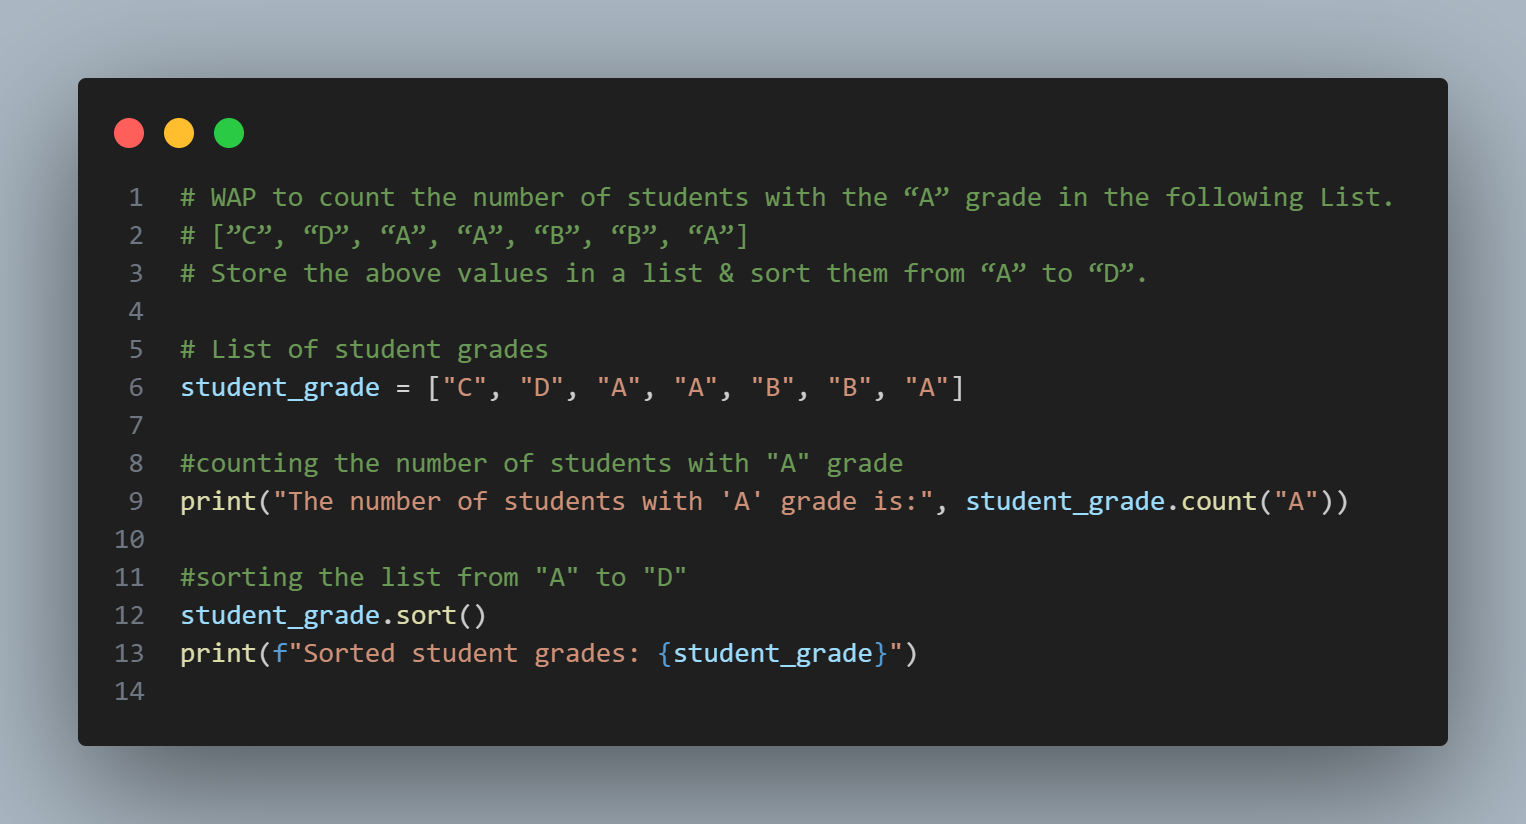 1 # WAP to count the number of students with the “A” grade in the following List.
2 # [”C”, “D”, “A”, “A”, “B”, “B”, “A”]
3 # Store the above values in a list & sort them from “A” to “D”.
4
5 # List of student grades
6 student_grade = ["C", "D", "A", "A", "B", "B", "A"]
7
8 #counting the number of students with "A" grade
9 print("The number of students with 'A' grade is:", student_grade.count("A"))
10
11 #sorting the list from "A" to "D"
12 student_grade.sort()
13 print(f"Sorted student grades: {student_grade}")
14